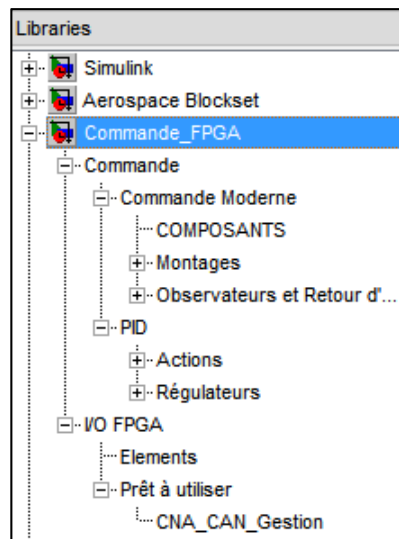 Libraries
Simulink
Aerospace Blockset
Commande_FPGA
Commande
Commande Moderne
COMPOSANTS
Montages
Observateurs et Retour d'...
PID
Actions
Régulateurs
I/O FPGA
Elements
Prêt à utiliser
CNA_CAN_Gestion